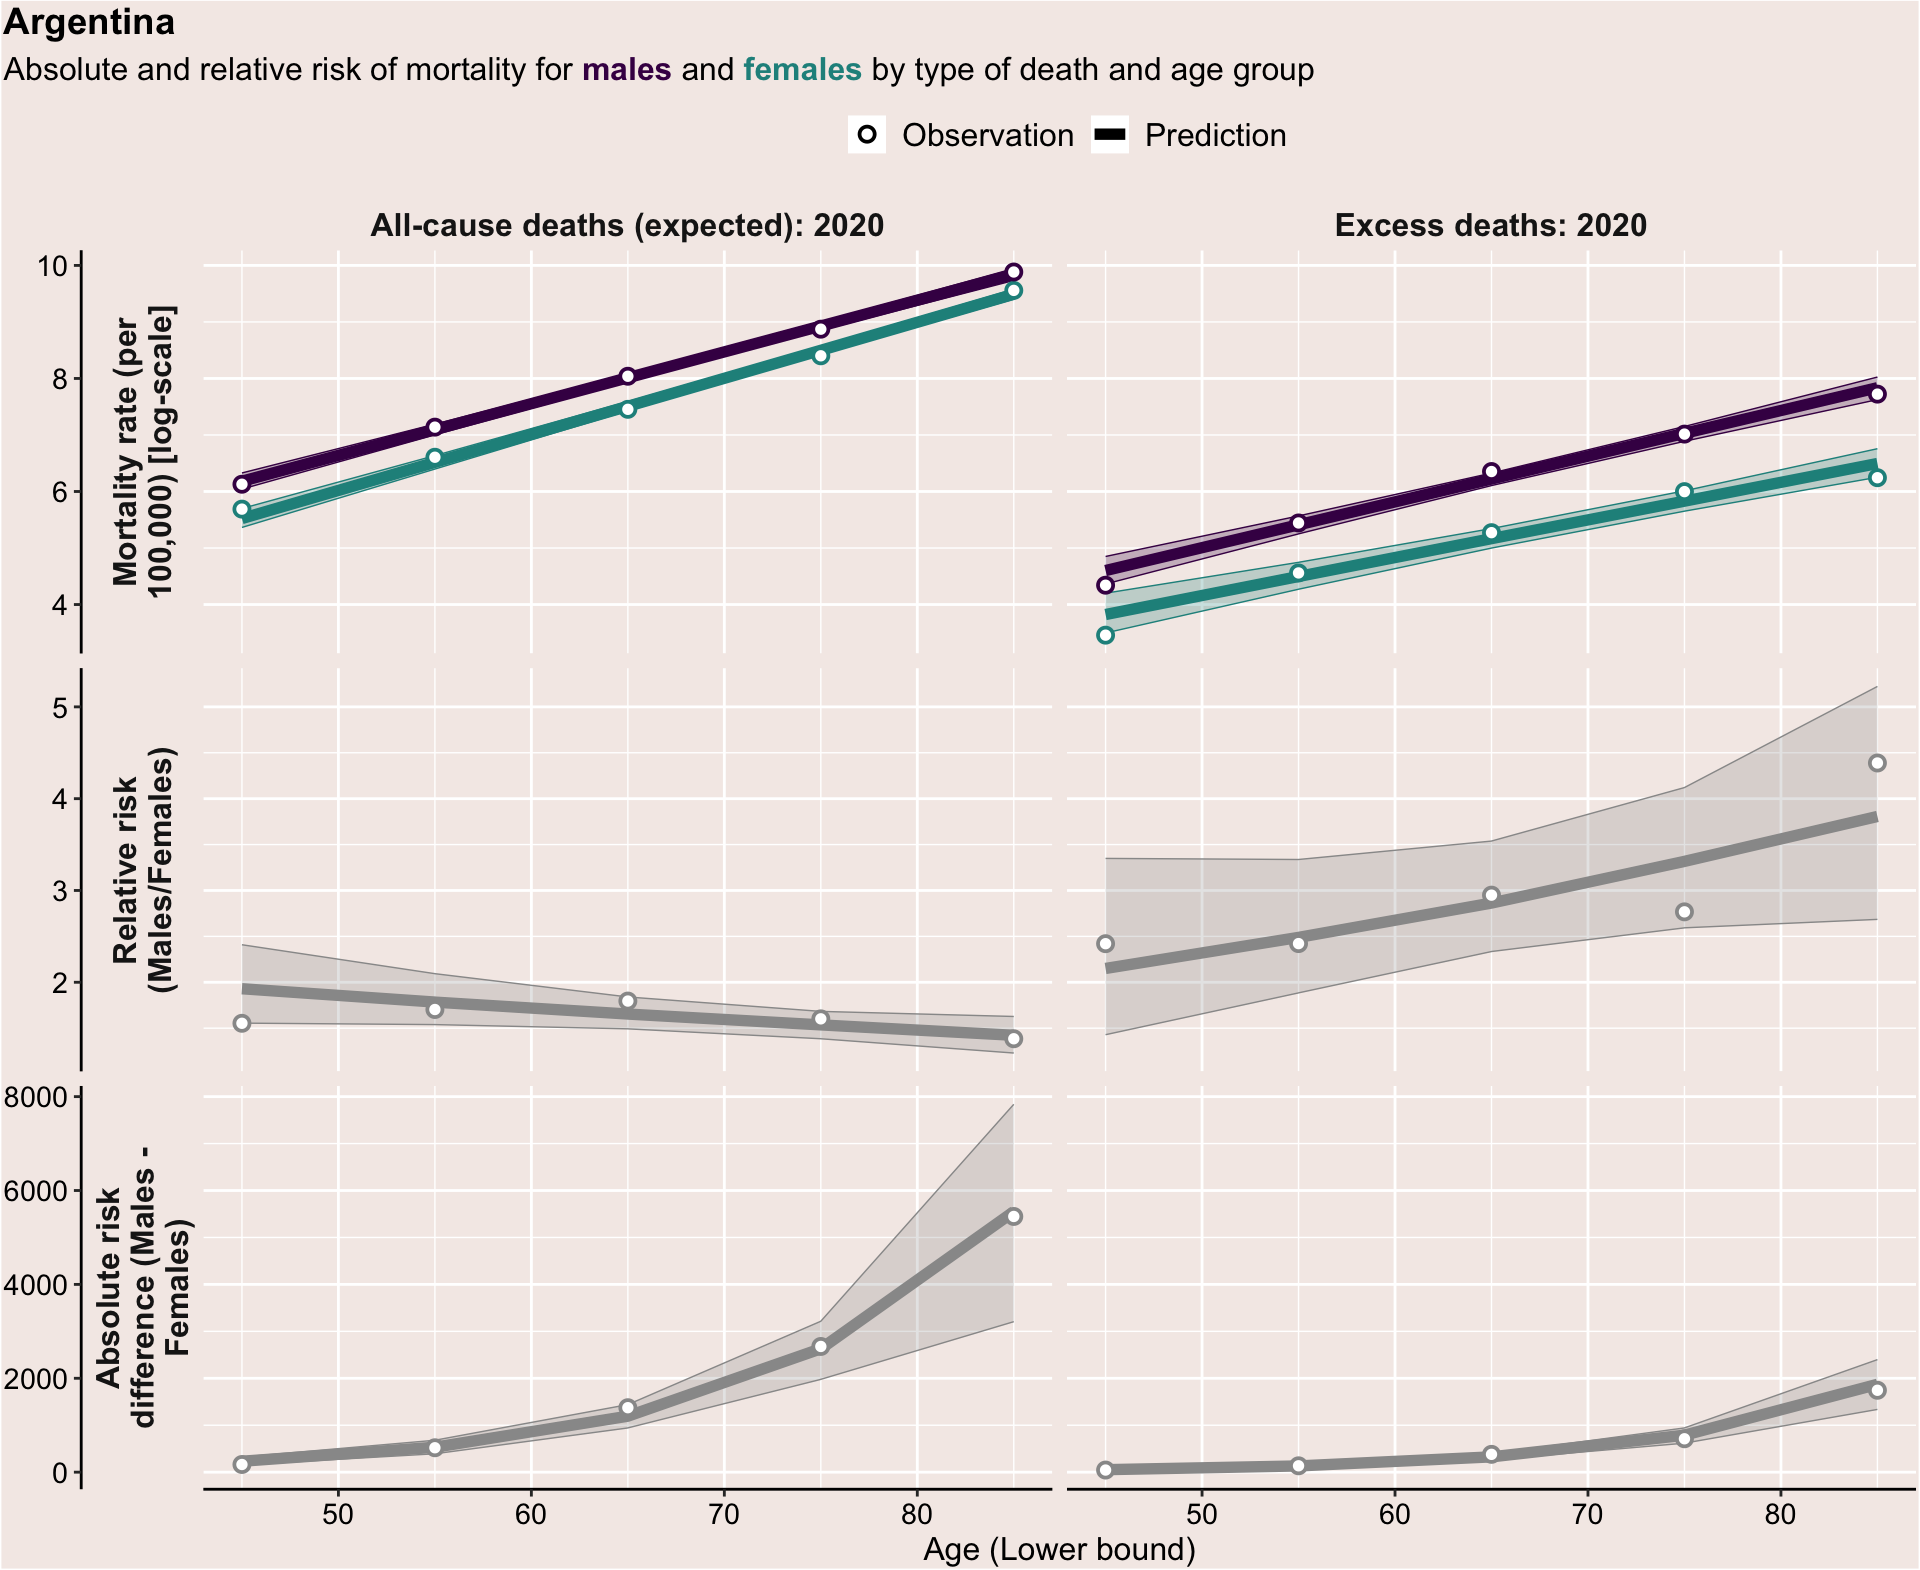 Argentina
Absolute and relative risk of mortality for males and females by type of death and age group
Observation Prediction
All-cause deaths (expected): 2020
Excess deaths: 2020
Mortality rate (per
100,000) [log-scale]
10
8
6
4
Relative risk
(Males/Females)
5
4
3
2
Absolute risk
difference (Males -
Females)
8000
6000
4000
2000
0
50 60 70 80
50 60 70 80
Age (Lower bound)